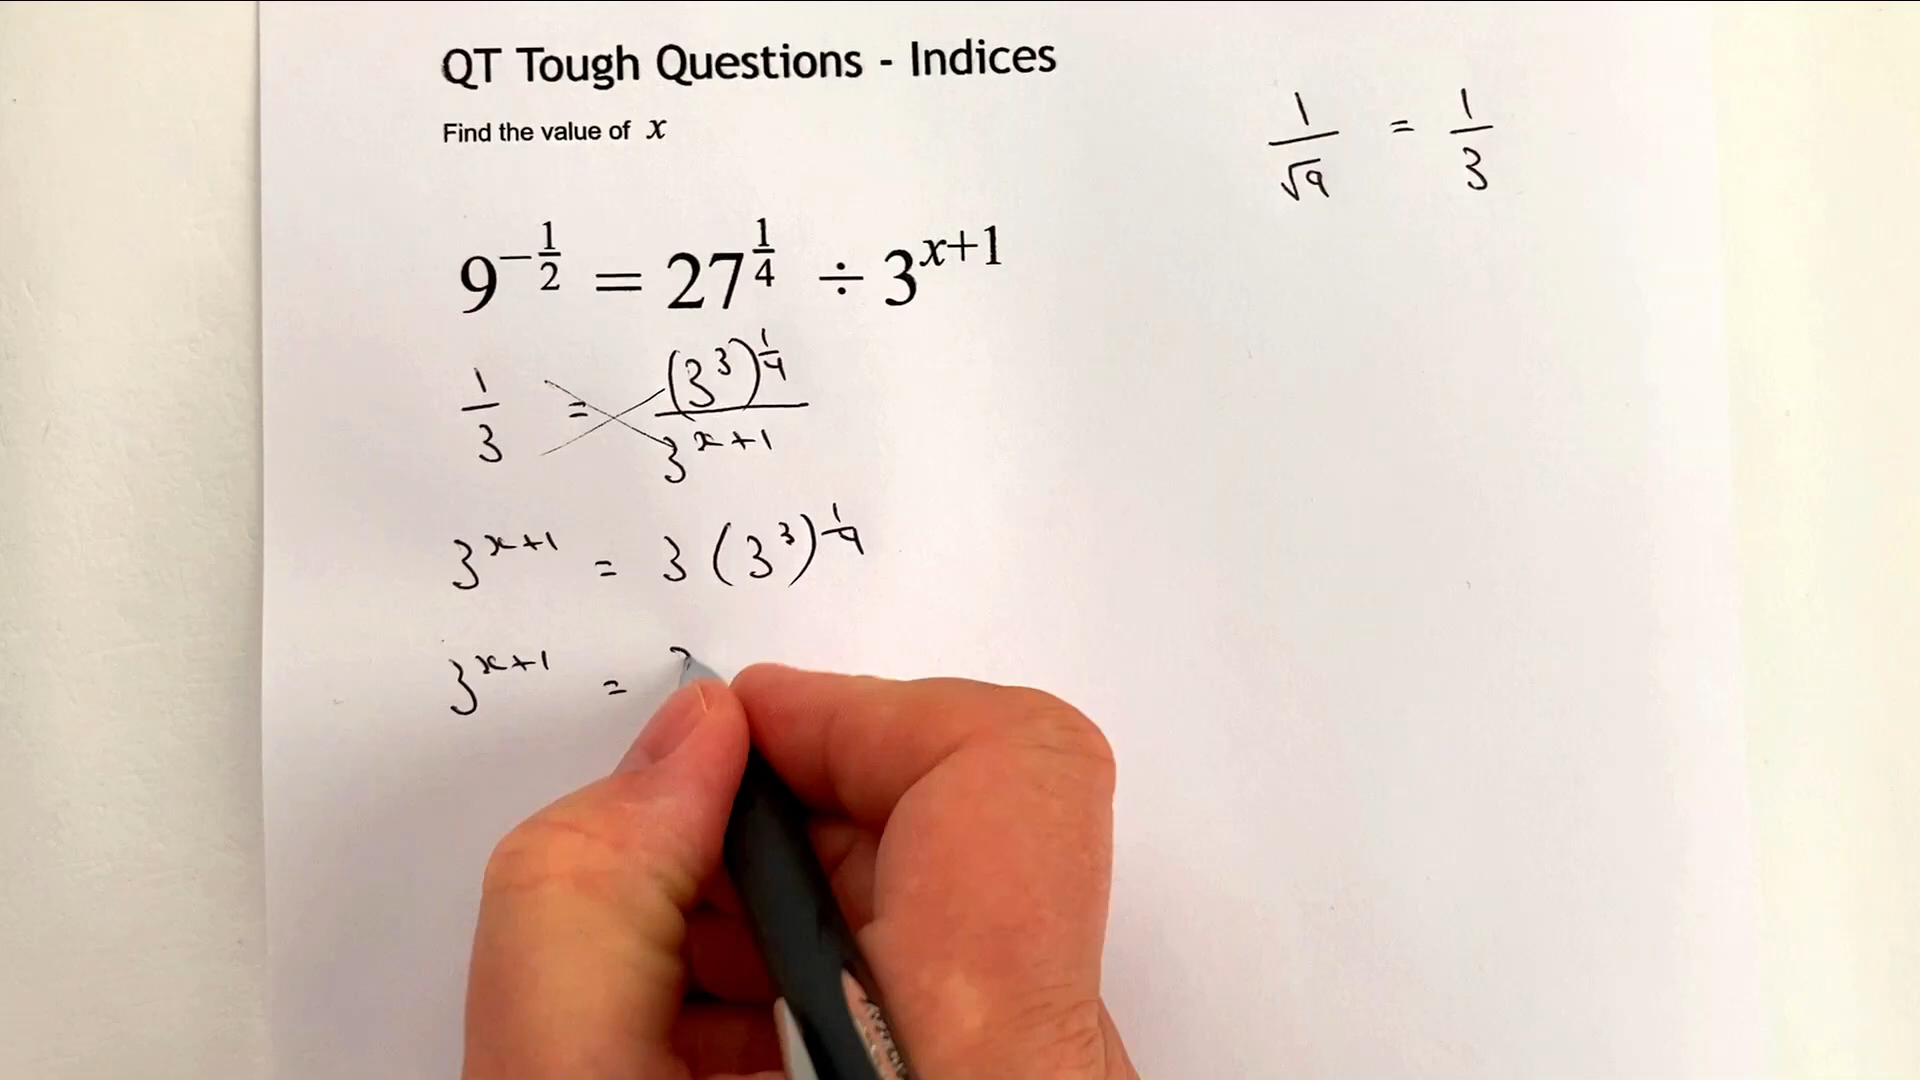 QT Tough Questions - Indices
Find the value of x
1/√9 = 1/3
9^(-1/2) = 27^(1/4) ÷ 3^(x+1)
1/3 = (3^3)^(1/4) / 3^(x+1)
3^(x+1) = 3(3^3)^(1/4)
3^(x+1) =